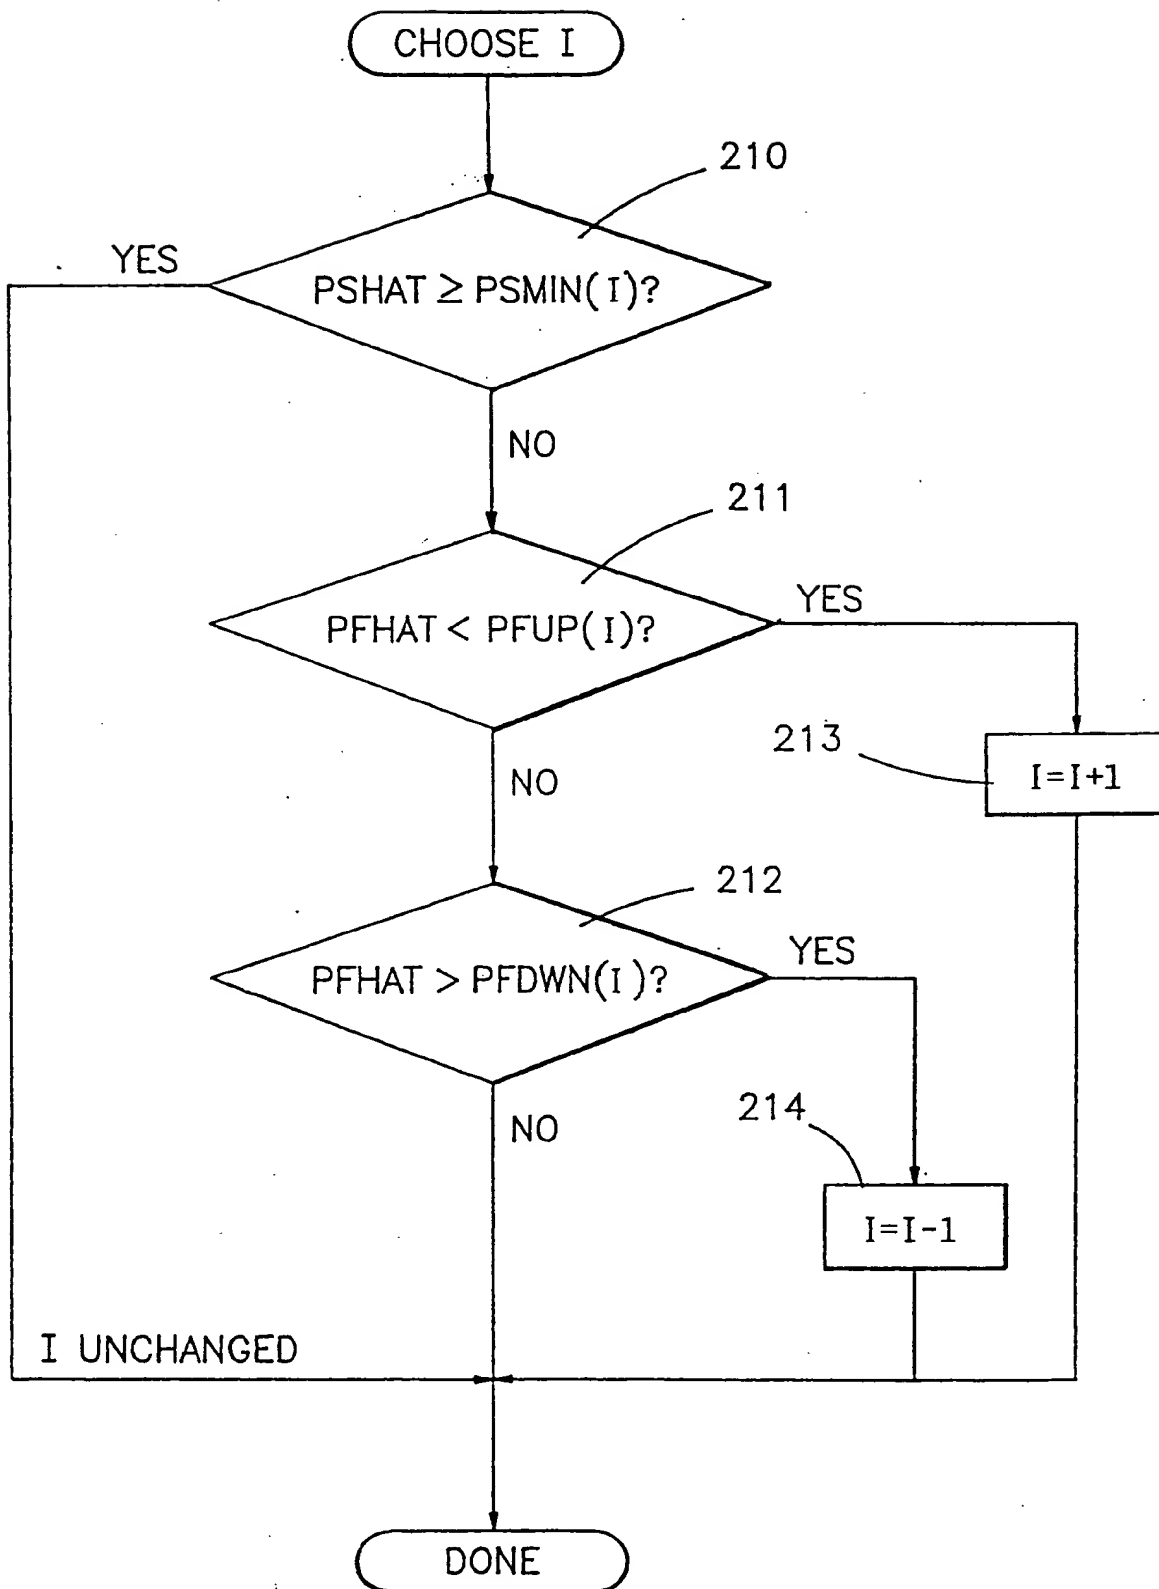 CHOOSE I
210
YES
PSHAT ≥ PSMIN(I)?
NO
211
YES
PFHAT < PFUP(I)?
213
I=I+1
NO
212
YES
PFHAT > PFDWN(I)?
214
NO
I=I-1
I UNCHANGED
DONE